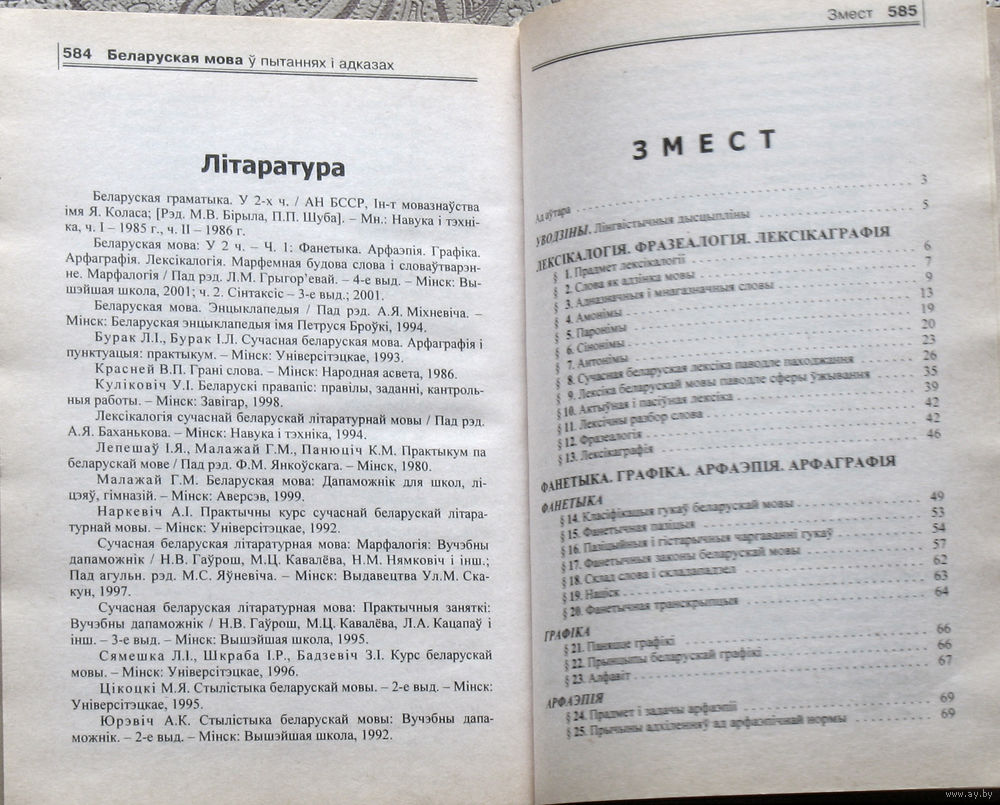 584 Беларуская мова ў пытаннях і адказах
Літаратура
Беларуская граматыка. У 2-х ч. / АН БССР, Ін-т мовазнаўства
імя Я. Коласа; [Рэд. М.В. Бірыла, П.П. Шуба]. – Мн.: Навука і тэхні-
ка, ч. I – 1985 г., ч. II – 1986 г.
Беларуская мова: У 2 ч. – Ч. 1: Фанетыка. Арфаэпія. Графіка.
Арфаграфія. Лексікалогія. Марфемная будова слова і словаўтварэн-
не. Марфалогія / Пад рэд. Л.М. Грыгор'евай. – 4-е выд. – Мінск: Вы-
шэйшая школа, 2001; ч. 2. Сінтаксіс – 3-е выд.; 2001.
Беларуская мова. Энцыклапедыя / Пад рэд. А.Я. Міхневіча. –
Мінск: Беларуская энцыклапедыя імя Петруся Броўкі, 1994.
Бурак Л.І., Бурак І.Л. Сучасная беларуская мова. Арфаграфія і
пунктуацыя: практыкум. – Мінск: Універсітэцкае, 1993.
Красней В.П. Грані слова. – Мінск: Народная асвета, 1986.
Куліковіч У.І. Беларускі правапіс: правілы, заданні, кантроль-
ныя работы. – Мінск: Завігар, 1998.
Лексікалогія сучаснай беларускай літаратурнай мовы / Пад рэд.
А.Я. Баханькова. – Мінск: Навука і тэхніка, 1994.
Лепешаў І.Я., Малажай Г.М., Панюціч К.М. Практыкум па
беларускай мове / Пад рэд. Ф.М. Янкоўскага. – Мінск, 1980.
Малажай Г.М. Беларуская мова: Дапаможнік для школ, лі-
цэяў, гімназій. – Мінск: Аверсэв, 1999.
Наркевіч А.І. Практычны курс сучаснай беларускай літара-
турнай мовы. – Мінск: Універсітэцкае, 1992.
Сучасная беларуская літаратурная мова: Марфалогія: Вучэбны
дапаможнік / Н.В. Гаўрош, М.Ц. Кавалёва, Н.М. Нямковіч і інш.;
Пад агульн. рэд. М.С. Яўневіча. – Мінск: Выдавецтва Ул.М. Ска-
кун, 1997.
Сучасная беларуская літаратурная мова: Практычныя заняткі:
Вучэбны дапаможнік / Н.В. Гаўрош, М.Ц. Кавалёва, Л.А. Кацапаў і
інш. – 3-е выд. – Мінск: Вышэйшая школа, 1995.
Сямешка Л.І., Шкраба І.Р., Бадзевіч З.І. Курс беларускай
мовы. – Мінск: Універсітэцкае, 1996.
Цікоцкі М.Я. Стылістыка беларускай мовы. – 2-е выд. – Мінск:
Універсітэцкае, 1995.
Юрэвіч А.К. Стылістыка беларускай мовы: Вучэбны дапа-
можнік. – 2-е выд. – Мінск: Вышэйшая школа, 1992.
Змест 585
ЗМЕСТ
Ад аўтара 3
УВОДЗІНЫ. Лінгвістычныя дысцыпліны 5
ЛЕКСІКАЛОГІЯ. ФРАЗЕАЛОГІЯ. ЛЕКСІКАГРАФІЯ
§ 1. Прадмет лексікалогіі 6
§ 2. Слова як адзінка мовы 7
§ 3. Адназначныя і мнагазначныя словы 9
§ 4. Амонімы 13
§ 5. Паронімы 19
§ 6. Сінонімы 20
§ 7. Антонімы 23
§ 8. Сучасная беларуская лексіка паводле паходжання 26
§ 9. Лексіка беларускай мовы паводле сферы ўжывання 35
§ 10. Актыўная і пасіўная лексіка 39
§ 11. Лексічны разбор слова 42
§ 12. Фразеалогія 42
§ 13. Лексікаграфія 46
ФАНЕТЫКА. ГРАФІКА. АРФАЭПІЯ. АРФАГРАФІЯ
ФАНЕТЫКА
§ 14. Класіфікацыя гукаў беларускай мовы 49
§ 15. Фанетычная пазіцыя 53
§ 16. Пазіцыйныя і гістарычныя чаргаванні гукаў 54
§ 17. Фанетычныя законы беларускай мовы 57
§ 18. Склад слова і складападзел 62
§ 19. Націск 63
§ 20. Фанетычная транскрыпцыя 64
ГРАФІКА
§ 21. Паняцце графікі 66
§ 22. Прынцыпы беларускай графікі 66
§ 23. Алфавіт 67
АРФАЭПІЯ
§ 24. Прадмет і задачы арфаэпіі 69
§ 25. Прычыны адхіленняў ад арфаэпічнай нормы 69
www.ay.by